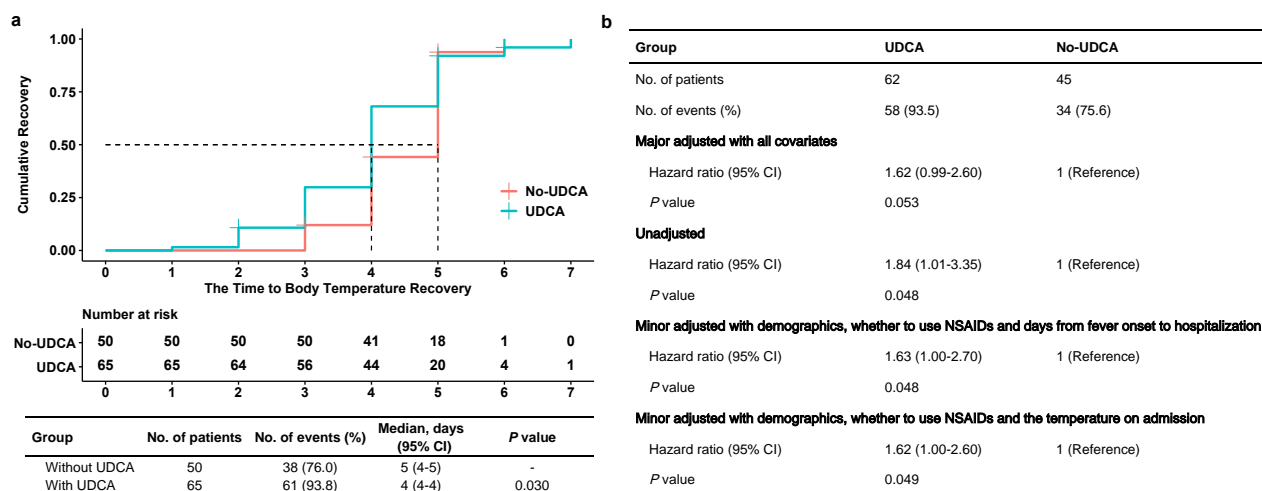 a
1.00
0.75
0.50
0.25
0.00
Cumulative Recovery
No-UDCA
UDCA
0 1 2 3 4 5 6 7
The Time to Body Temperature Recovery
Number at risk
No-UDCA 50 50 50 50 41 18 1 0
UDCA 65 65 64 56 44 20 4 1
0 1 2 3 4 5 6 7
Group No. of patients No. of events (%) Median, days (95% CI) P value
Without UDCA 50 38 (76.0) 5 (4-5) -
With UDCA 65 61 (93.8) 4 (4-4) 0.030
b
Group UDCA No-UDCA
No. of patients 62 45
No. of events (%) 58 (93.5) 34 (75.6)
Major adjusted with all covariates
Hazard ratio (95% CI) 1.62 (0.99-2.60) 1 (Reference)
P value 0.053
Unadjusted
Hazard ratio (95% CI) 1.84 (1.01-3.35) 1 (Reference)
P value 0.048
Minor adjusted with demographics, whether to use NSAIDs and days from fever onset to hospitalization
Hazard ratio (95% CI) 1.63 (1.00-2.70) 1 (Reference)
P value 0.048
Minor adjusted with demographics, whether to use NSAIDs and the temperature on admission
Hazard ratio (95% CI) 1.62 (1.00-2.60) 1 (Reference)
P value 0.049